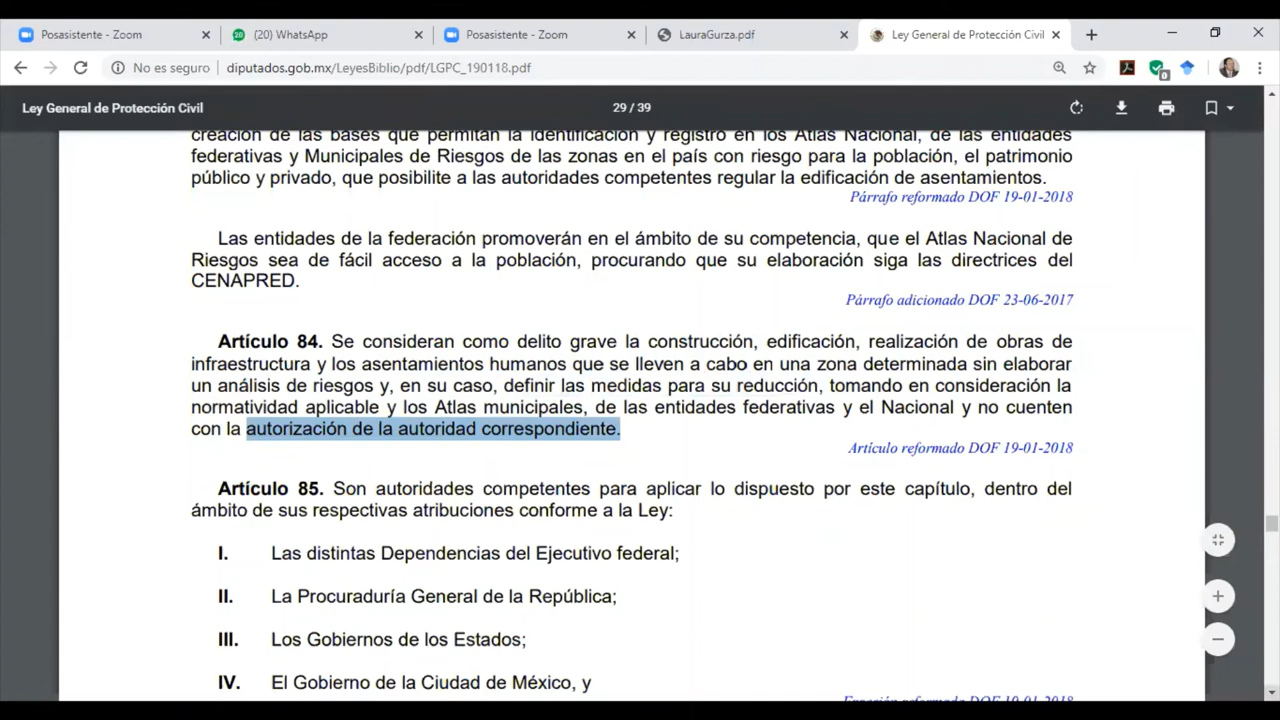 Posasistente - Zoom
(20) WhatsApp
Posasistente - Zoom
LauraGurza.pdf
Ley General de Protección Civil
No es seguro
diputados.gob.mx/LeyesBiblio/pdf/LGPC_190118.pdf
0
Ley General de Protección Civil
29 / 39
creación de las bases que permitan la identificación y registro en los Atlas Nacional, de las entidades
federativas y Municipales de Riesgos de las zonas en el país con riesgo para la población, el patrimonio
público y privado, que posibilite a las autoridades competentes regular la edificación de asentamientos.
Párrafo reformado DOF 19-01-2018
Las entidades de la federación promoverán en el ámbito de su competencia, que el Atlas Nacional de
Riesgos sea de fácil acceso a la población, procurando que su elaboración siga las directrices del
CENAPRED.
Párrafo adicionado DOF 23-06-2017
Artículo 84. Se consideran como delito grave la construcción, edificación, realización de obras de
infraestructura y los asentamientos humanos que se lleven a cabo en una zona determinada sin elaborar
un análisis de riesgos y, en su caso, definir las medidas para su reducción, tomando en consideración la
normatividad aplicable y los Atlas municipales, de las entidades federativas y el Nacional y no cuenten
con la autorización de la autoridad correspondiente.
Artículo reformado DOF 19-01-2018
Artículo 85. Son autoridades competentes para aplicar lo dispuesto por este capítulo, dentro del
ámbito de sus respectivas atribuciones conforme a la Ley:
I. Las distintas Dependencias del Ejecutivo federal;
II. La Procuraduría General de la República;
III. Los Gobiernos de los Estados;
IV. El Gobierno de la Ciudad de México, y
Fracción reformada DOF 19-01-2018